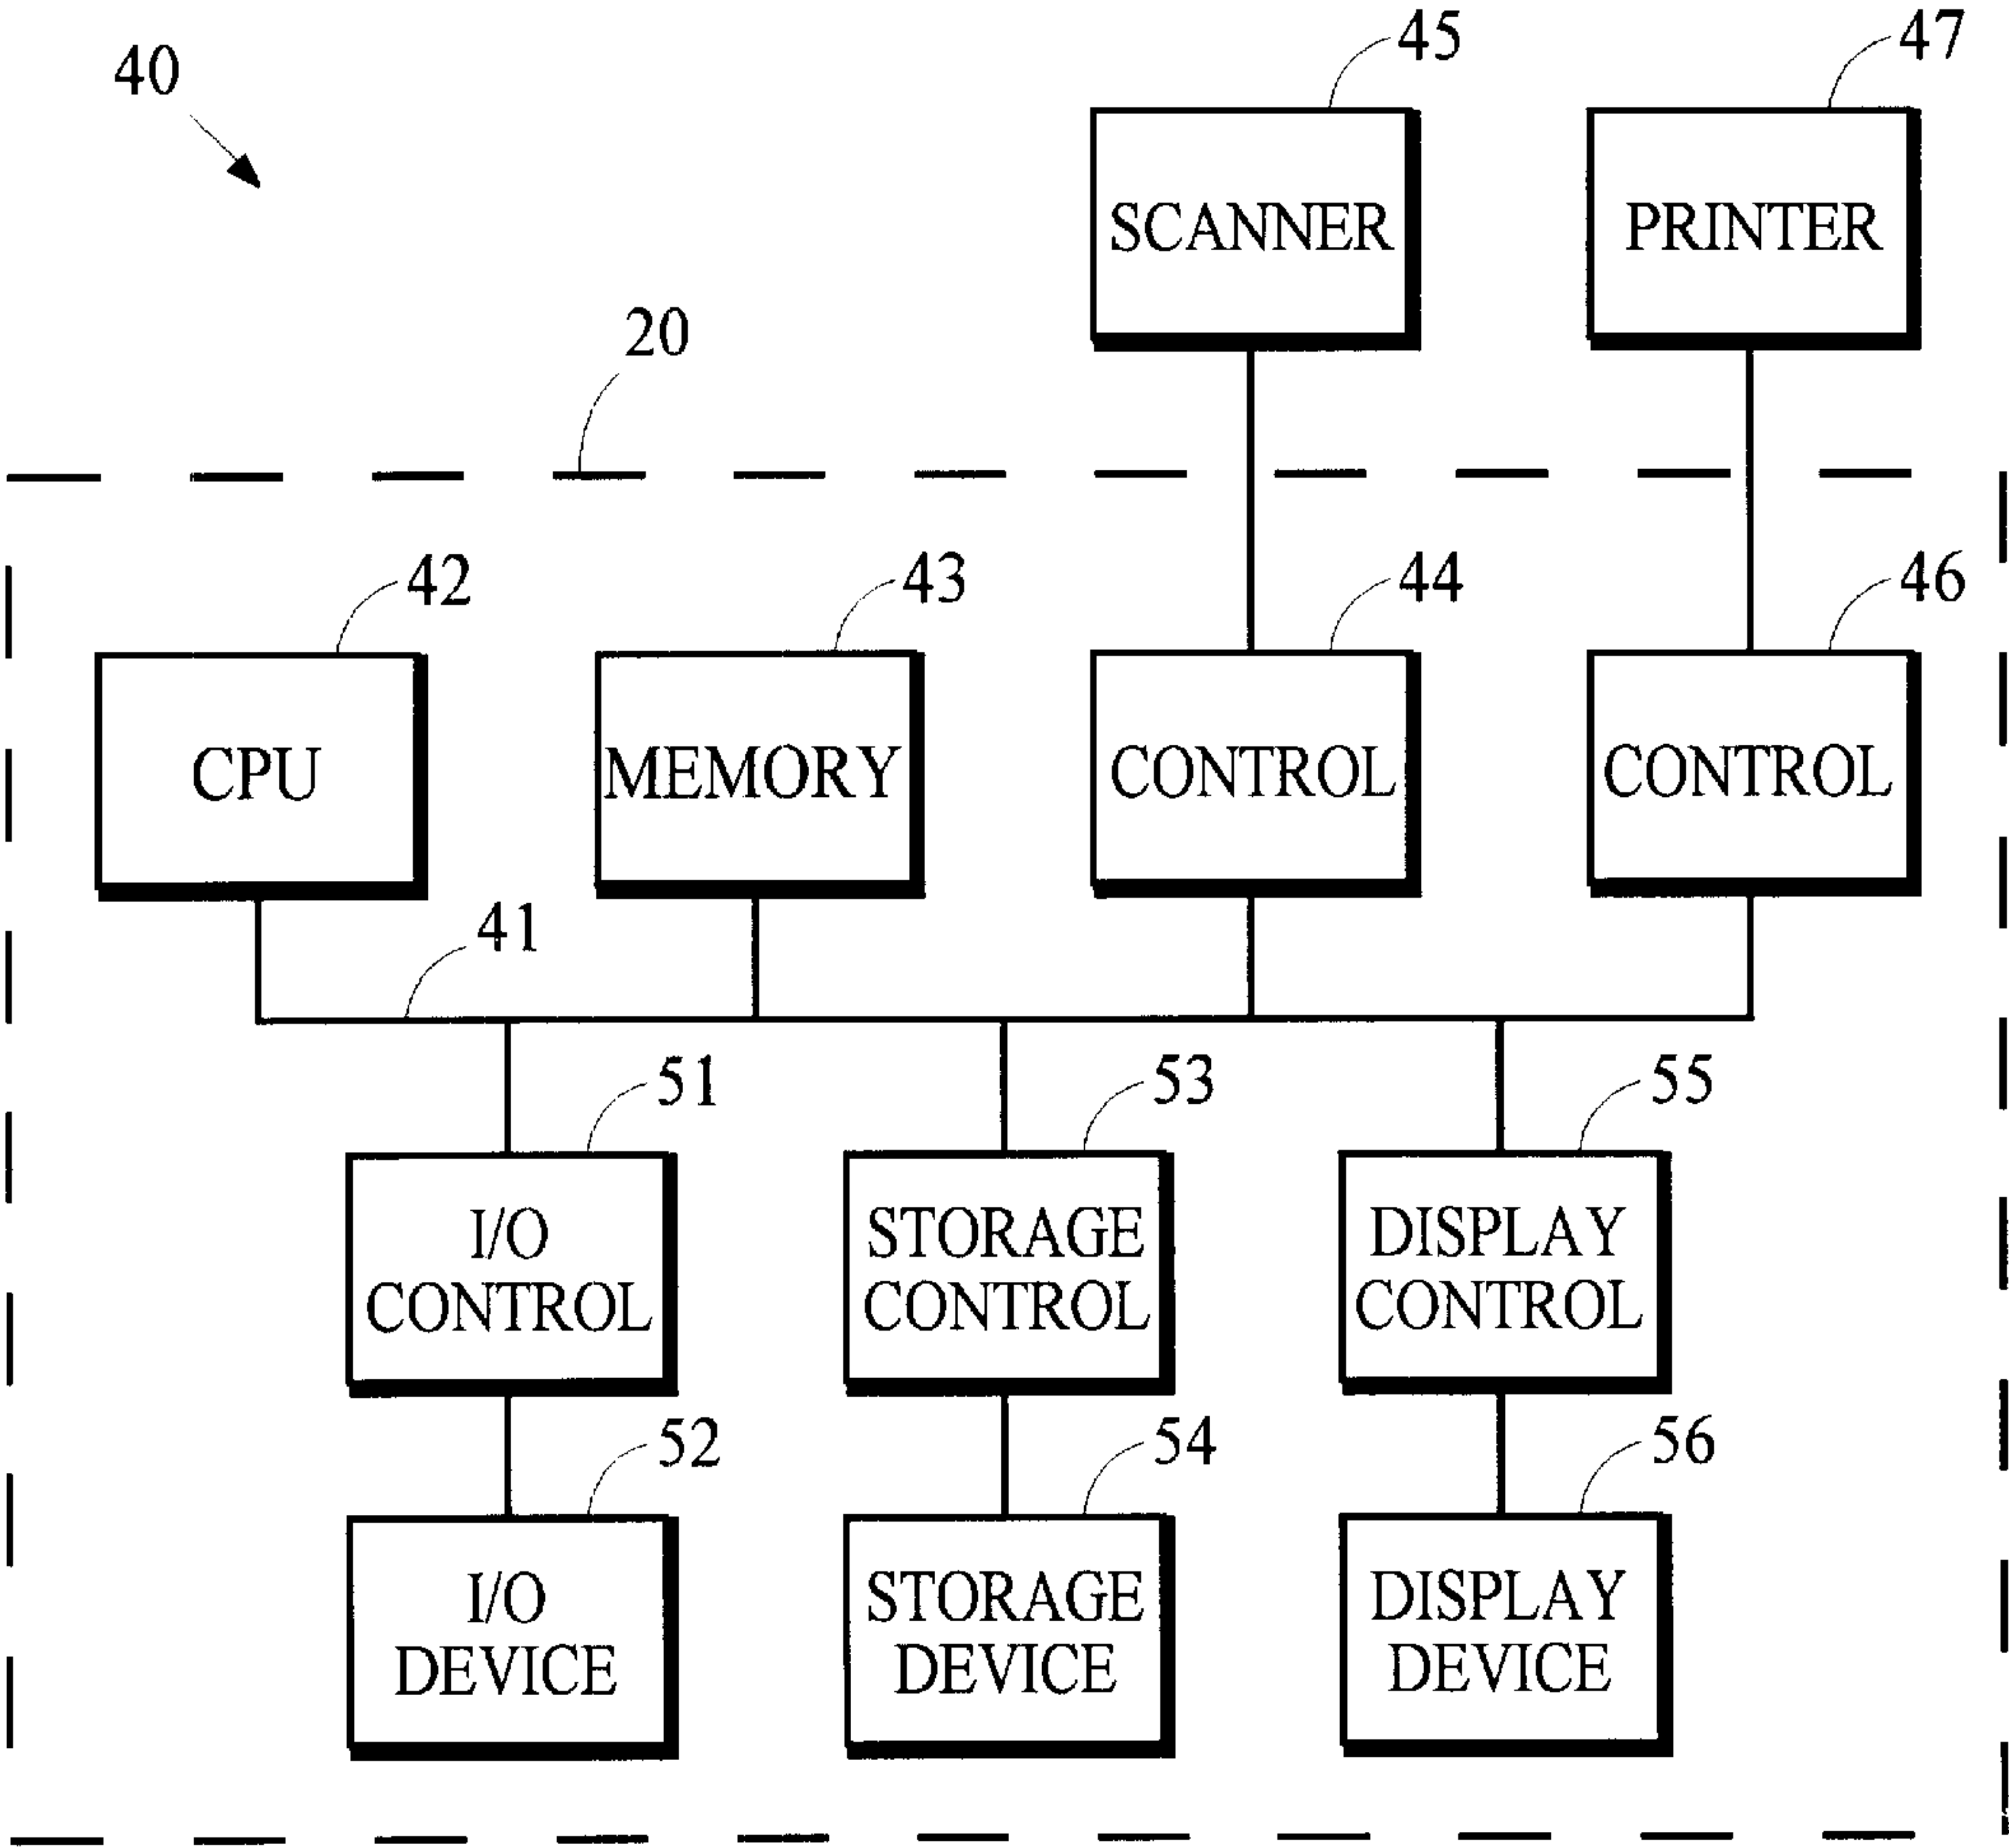 40
45
47
SCANNER
PRINTER
20
42
43
44
46
CPU
MEMORY
CONTROL
CONTROL
41
51
53
55
I/O
CONTROL
STORAGE
CONTROL
DISPLAY
CONTROL
52
54
56
I/O
DEVICE
STORAGE
DEVICE
DISPLAY
DEVICE